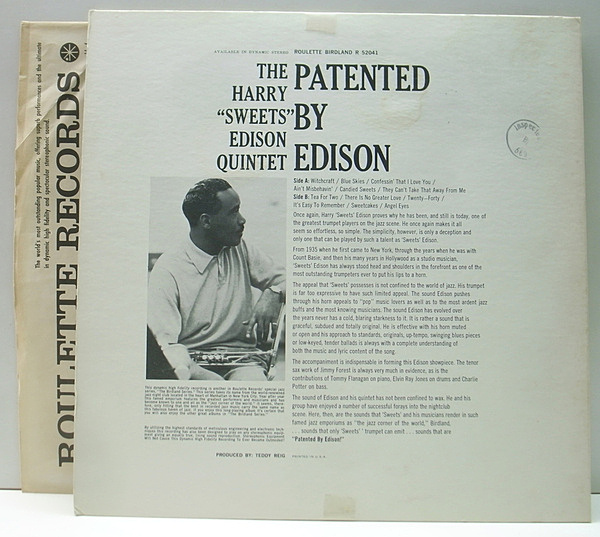 The world's most outstanding popular music, offering superb performances and the ultimate
in dynamic high fidelity and spectacular stereophonic sound.
ROULETTE RECORDS
AVAILABLE IN DYNAMIC STEREO ROULETTE BIRDLAND R 52041
THE
HARRY
“SWEETS”
EDISON
QUINTET
PATENTED
BY
EDISON
Side A: Witchcraft / Blue Skies / Confessin' That I Love You /
Ain't Misbehavin' / Candied Sweets / They Can't Take That Away From Me
Side B: Tea For Two / There Is No Greater Love / Twenty-Forty /
It's Easy To Remember / Sweetcakes / Angel Eyes
Once again, Harry 'Sweets' Edison proves why he has been, and still is today, one of
the greatest trumpet players on the jazz scene. He once again makes it all
seem so effortless, so simple. The simplicity, however, is only a deception and
only one that can be played by such a talent as 'Sweets' Edison.
From 1935 when he first came to New York, through the years when he was with
Count Basie, and then his many years in Hollywood as a studio musician,
'Sweets' Edison has always stood head and shoulders in the forefront as one of the
most outstanding trumpeters ever to put his lips to a horn.
The appeal that 'Sweets' possesses is not confined to the world of jazz. His trumpet
is far too expressive to have such limited appeal. The sound Edison pushes
through his horn appeals to “pop” music lovers as well as to the most ardent jazz
buffs and the most knowing musicians. The sound Edison has evolved over
the years never has a cold, blaring starkness to it. It is rather a sound that is
graceful, subdued and totally original. He is effective with his horn muted
or open and his approach to standards, originals, up-tempo, swinging blues pieces
or low-keyed, tender ballads is always with a complete understanding of
both the music and lyric content of the song.
The accompaniment is indispensable in forming this Edison showpiece. The tenor
sax work of Jimmy Forrest is always very much in evidence, as is the
contributions of Tommy Flanagan on piano, Elvin Ray Jones on drums and Charlie
Potter on bass.
The sound of Edison and his quintet has not been confined to wax. He and his
group have enjoyed a number of successful forays into the nightclub
scene. Here, then, are the sounds that 'Sweets' and his musicians render in such
famed jazz emporiums as “the jazz corner of the world,” Birdland,
. . . sounds that only 'Sweets'' trumpet can emit . . . sounds that are
“Patented By Edison!”
PRODUCED BY: TEDDY REIG PRINTED IN U.S.A.